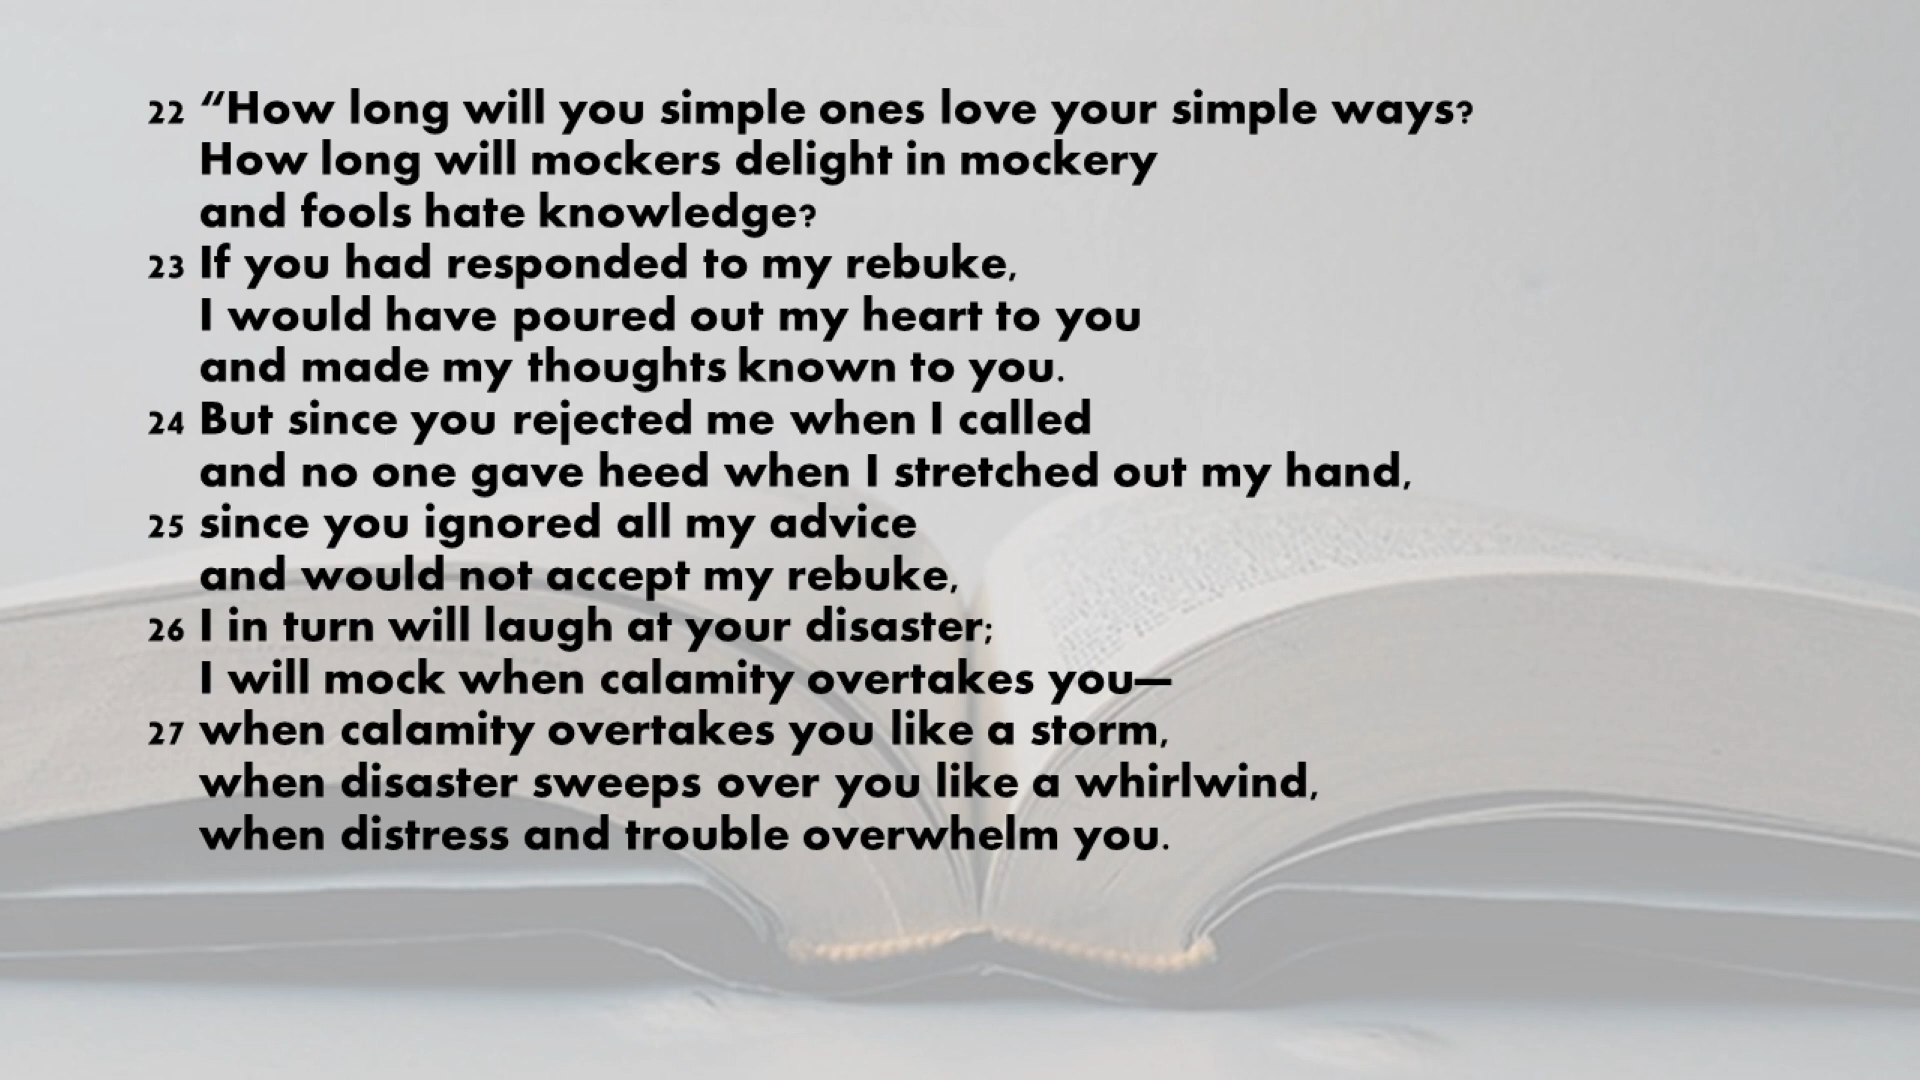 22 “How long will you simple ones love your simple ways?
How long will mockers delight in mockery
and fools hate knowledge?
23 If you had responded to my rebuke,
I would have poured out my heart to you
and made my thoughts known to you.
24 But since you rejected me when I called
and no one gave heed when I stretched out my hand,
25 since you ignored all my advice
and would not accept my rebuke,
26 I in turn will laugh at your disaster;
I will mock when calamity overtakes you—
27 when calamity overtakes you like a storm,
when disaster sweeps over you like a whirlwind,
when distress and trouble overwhelm you.